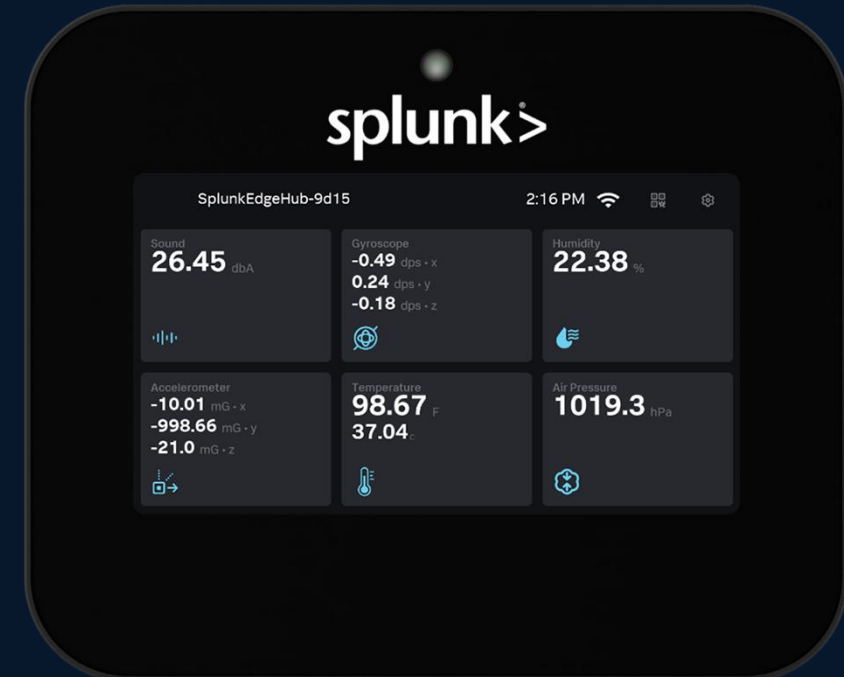 splunk>
SplunkEdgeHub-9d15 2:16 PM
Sound
26.45 dbA
Gyroscope
-0.49 dps · x
0.24 dps · y
-0.18 dps · z
Humidity
22.38 %
Accelerometer
-10.01 mG · x
-998.66 mG · y
-21.0 mG · z
Temperature
98.67 F
37.04 c
Air Pressure
1019.3 hPa